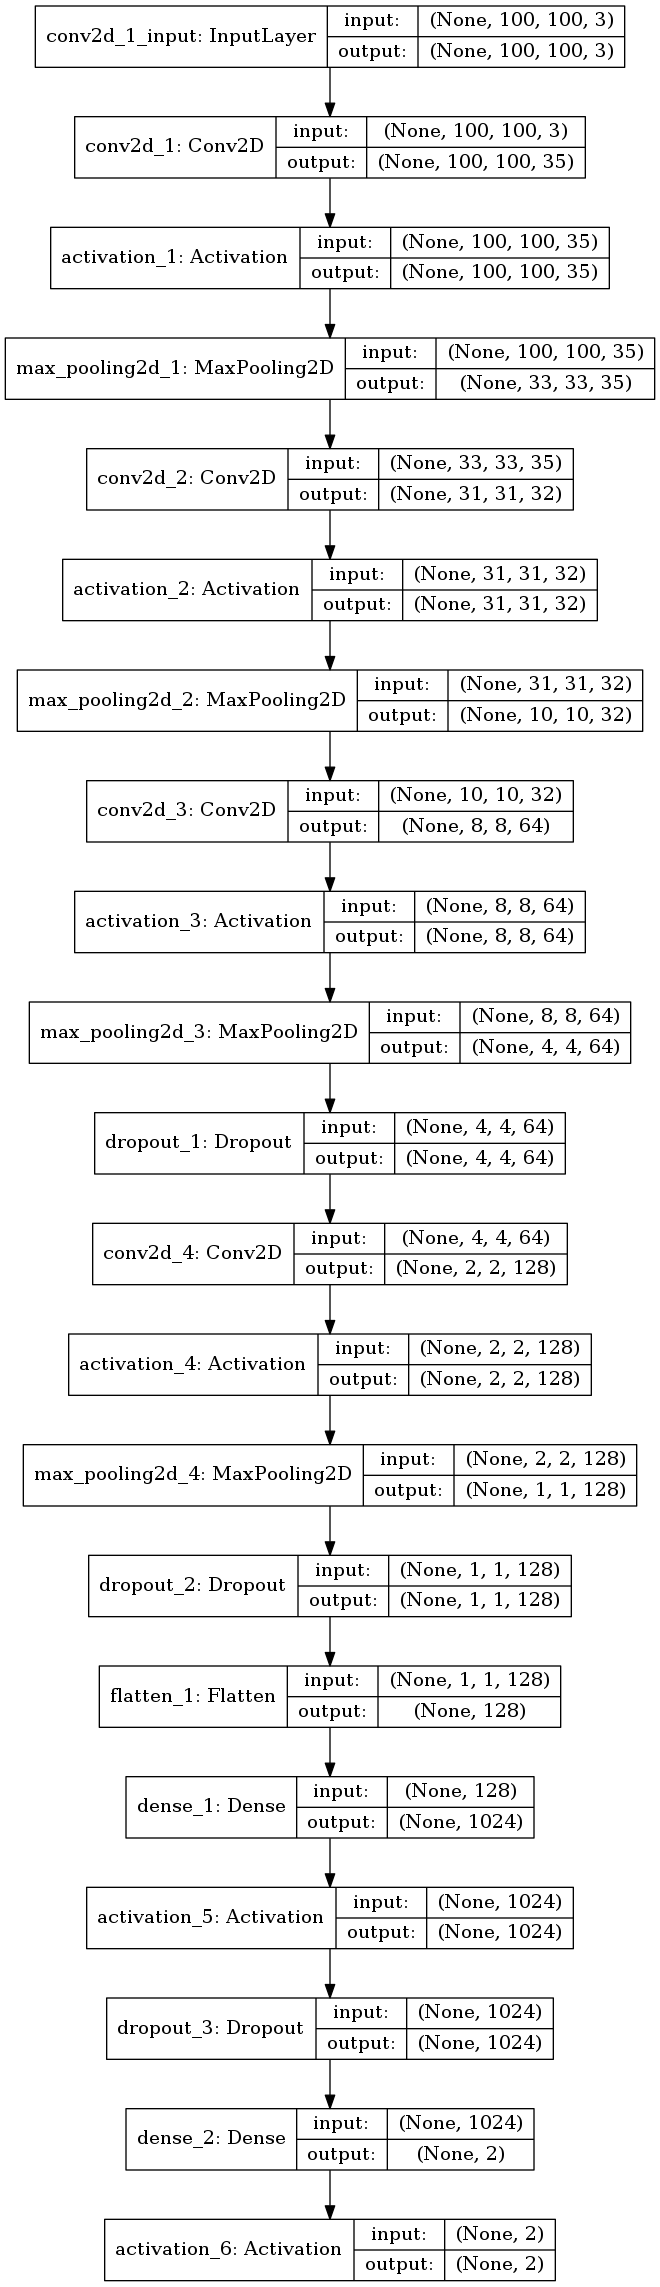 conv2d_1_input: InputLayer
input: (None, 100, 100, 3)
output: (None, 100, 100, 3)
conv2d_1: Conv2D
input: (None, 100, 100, 3)
output: (None, 100, 100, 35)
activation_1: Activation
input: (None, 100, 100, 35)
output: (None, 100, 100, 35)
max_pooling2d_1: MaxPooling2D
input: (None, 100, 100, 35)
output: (None, 33, 33, 35)
conv2d_2: Conv2D
input: (None, 33, 33, 35)
output: (None, 31, 31, 32)
activation_2: Activation
input: (None, 31, 31, 32)
output: (None, 31, 31, 32)
max_pooling2d_2: MaxPooling2D
input: (None, 31, 31, 32)
output: (None, 10, 10, 32)
conv2d_3: Conv2D
input: (None, 10, 10, 32)
output: (None, 8, 8, 64)
activation_3: Activation
input: (None, 8, 8, 64)
output: (None, 8, 8, 64)
max_pooling2d_3: MaxPooling2D
input: (None, 8, 8, 64)
output: (None, 4, 4, 64)
dropout_1: Dropout
input: (None, 4, 4, 64)
output: (None, 4, 4, 64)
conv2d_4: Conv2D
input: (None, 4, 4, 64)
output: (None, 2, 2, 128)
activation_4: Activation
input: (None, 2, 2, 128)
output: (None, 2, 2, 128)
max_pooling2d_4: MaxPooling2D
input: (None, 2, 2, 128)
output: (None, 1, 1, 128)
dropout_2: Dropout
input: (None, 1, 1, 128)
output: (None, 1, 1, 128)
flatten_1: Flatten
input: (None, 1, 1, 128)
output: (None, 128)
dense_1: Dense
input: (None, 128)
output: (None, 1024)
activation_5: Activation
input: (None, 1024)
output: (None, 1024)
dropout_3: Dropout
input: (None, 1024)
output: (None, 1024)
dense_2: Dense
input: (None, 1024)
output: (None, 2)
activation_6: Activation
input: (None, 2)
output: (None, 2)